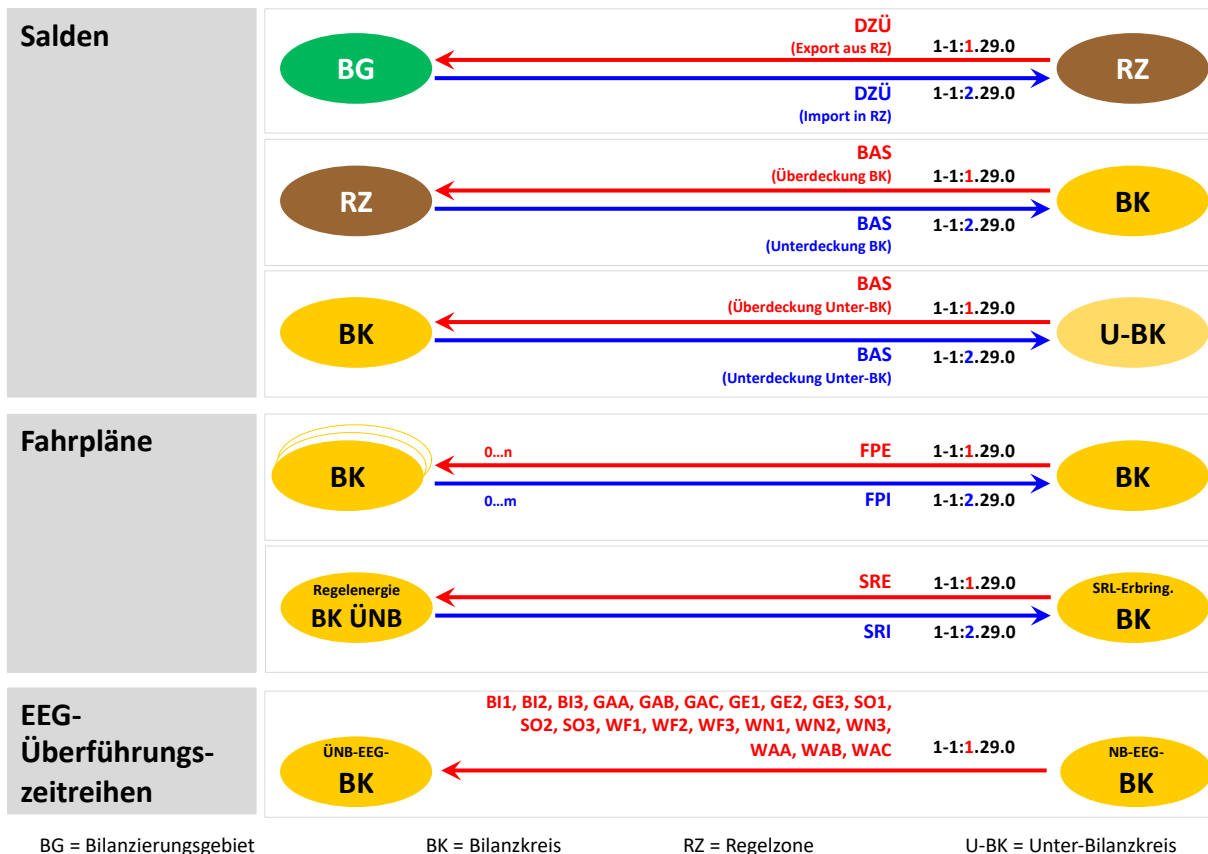 Salden
BG
DZÜ
(Export aus RZ)
1-1:1.29.0
DZÜ
(Import in RZ)
1-1:2.29.0
RZ
RZ
BAS
(Überdeckung BK)
1-1:1.29.0
BAS
(Unterdeckung BK)
1-1:2.29.0
BK
BK
BAS
(Überdeckung Unter-BK)
1-1:1.29.0
BAS
(Unterdeckung Unter-BK)
1-1:2.29.0
U-BK
Fahrpläne
BK
0...n
FPE
1-1:1.29.0
0...m
FPI
1-1:2.29.0
BK
Regelenergie
BK ÜNB
SRE
1-1:1.29.0
SRI
1-1:2.29.0
SRL-Erbring.
BK
EEG-
Überführungs-
zeitreihen
BI1, BI2, BI3, GAA, GAB, GAC, GE1, GE2, GE3, SO1,
SO2, SO3, WF1, WF2, WF3, WN1, WN2, WN3,
WAA, WAB, WAC
1-1:1.29.0
ÜNB-EEG-
BK
NB-EEG-
BK
BG = Bilanzierungsgebiet
BK = Bilanzkreis
RZ = Regelzone
U-BK = Unter-Bilanzkreis